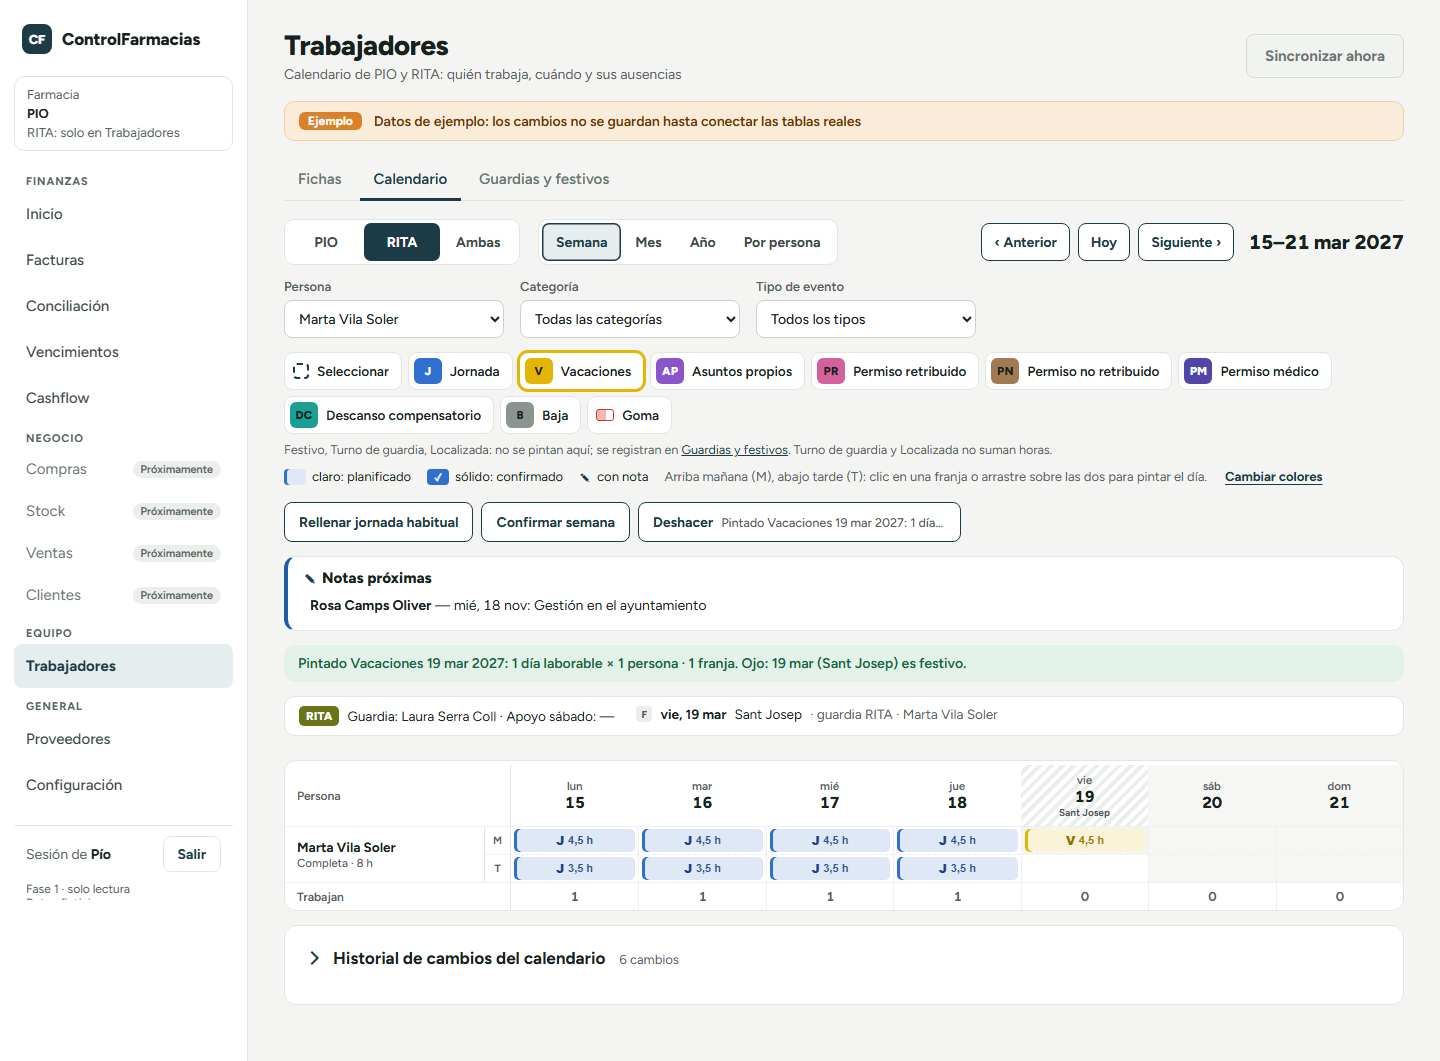 CF ControlFarmacias
Farmacia
PIO
RITA: solo en Trabajadores
FINANZAS
Inicio
Facturas
Conciliación
Vencimientos
Cashflow
NEGOCIO
Compras Próximamente
Stock Próximamente
Ventas Próximamente
Clientes Próximamente
EQUIPO
Trabajadores
GENERAL
Proveedores
Configuración
Sesión de Pío Salir
Fase 1 · solo lectura
Trabajadores
Calendario de PIO y RITA: quién trabaja, cuándo y sus ausencias
Sincronizar ahora
Ejemplo Datos de ejemplo: los cambios no se guardan hasta conectar las tablas reales
Fichas Calendario Guardias y festivos
PIO RITA Ambas Semana Mes Año Por persona ‹ Anterior Hoy Siguiente › 15–21 mar 2027
Persona Categoría Tipo de evento
Marta Vila Soler Todas las categorías Todos los tipos
Seleccionar J Jornada V Vacaciones AP Asuntos propios PR Permiso retribuido PN Permiso no retribuido PM Permiso médico
DC Descanso compensatorio B Baja Goma
Festivo, Turno de guardia, Localizada: no se pintan aquí; se registran en Guardias y festivos. Turno de guardia y Localizada no suman horas.
claro: planificado ✓ sólido: confirmado con nota Arriba mañana (M), abajo tarde (T): clic en una franja o arrastre sobre las dos para pintar el día. Cambiar colores
Rellenar jornada habitual Confirmar semana Deshacer Pintado Vacaciones 19 mar 2027: 1 día…
Notas próximas
Rosa Camps Oliver — mié, 18 nov: Gestión en el ayuntamiento
Pintado Vacaciones 19 mar 2027: 1 día laborable × 1 persona · 1 franja. Ojo: 19 mar (Sant Josep) es festivo.
RITA Guardia: Laura Serra Coll · Apoyo sábado: — F vie, 19 mar Sant Josep · guardia RITA · Marta Vila Soler
Persona lun 15 mar 16 mié 17 jue 18 vie 19 Sant Josep sáb 20 dom 21
Marta Vila Soler
Completa · 8 h
M J 4,5 h J 4,5 h J 4,5 h J 4,5 h V 4,5 h
T J 3,5 h J 3,5 h J 3,5 h J 3,5 h
Trabajan 1 1 1 1 0 0 0
Historial de cambios del calendario 6 cambios